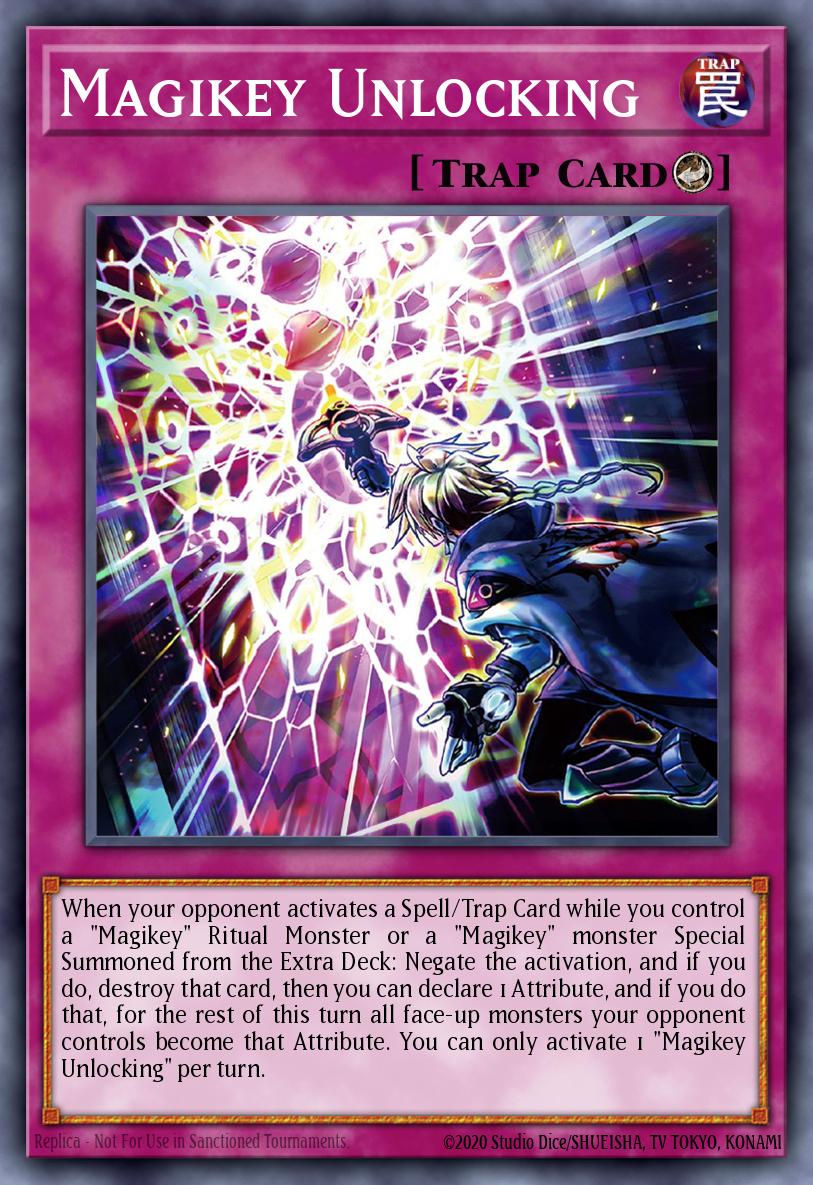 Magikey Unlocking
TRAP
罠
[ Trap Card ]
When your opponent activates a Spell/Trap Card while you control
a "Magikey" Ritual Monster or a "Magikey" monster Special
Summoned from the Extra Deck: Negate the activation, and if you
do, destroy that card, then you can declare 1 Attribute, and if you do
that, for the rest of this turn all face-up monsters your opponent
controls become that Attribute. You can only activate 1 "Magikey
Unlocking" per turn.
Replica - Not For Use in Sanctioned Tournaments.
©2020 Studio Dice/SHUEISHA, TV TOKYO, KONAMI